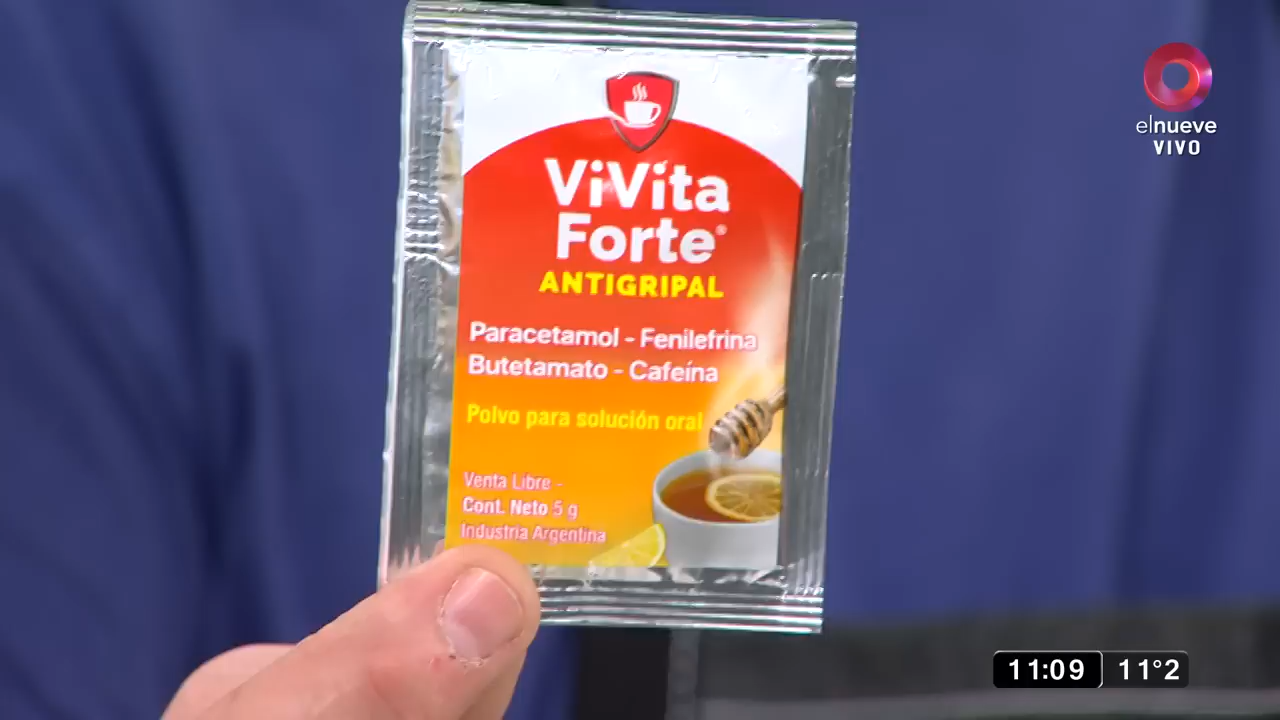 elnueve
VIVO
ViVita
Forte®
ANTIGRIPAL
Paracetamol - Fenilefrina
Butetamato - Cafeína
Polvo para solución oral
Venta Libre -
Cont. Neto 5 g
Industria Argentina
11:09 11°2